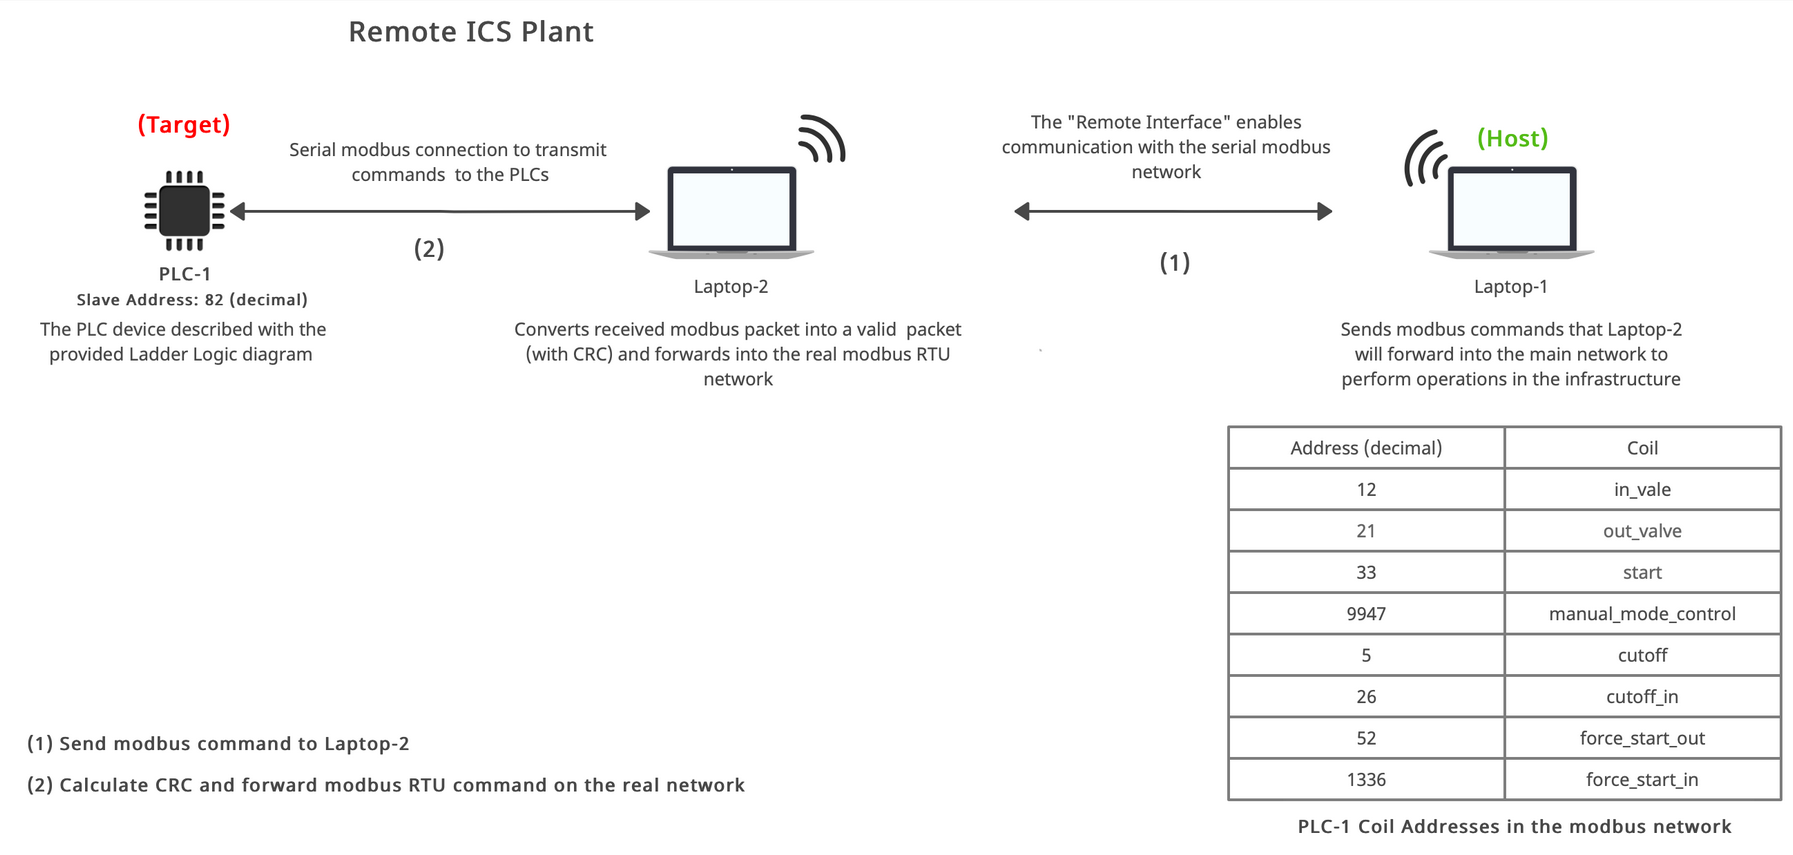 Remote ICS Plant
(Target)
Serial modbus connection to transmit
commands to the PLCs
(2)
PLC-1
Slave Address: 82 (decimal)
The PLC device described with the
provided Ladder Logic diagram
Laptop-2
Converts received modbus packet into a valid packet
(with CRC) and forwards into the real modbus RTU
network
The "Remote Interface" enables
communication with the serial modbus
network
(1)
(Host)
Laptop-1
Sends modbus commands that Laptop-2
will forward into the main network to
perform operations in the infrastructure
Address (decimal) Coil
12 in_vale
21 out_valve
33 start
9947 manual_mode_control
5 cutoff
26 cutoff_in
52 force_start_out
1336 force_start_in
PLC-1 Coil Addresses in the modbus network
(1) Send modbus command to Laptop-2
(2) Calculate CRC and forward modbus RTU command on the real network